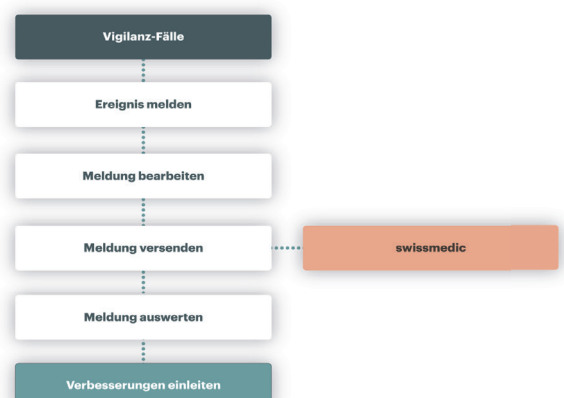 Vigilanz-Fälle
Ereignis melden
Meldung bearbeiten
Meldung versenden
swissmedic
Meldung auswerten
Verbesserungen einleiten